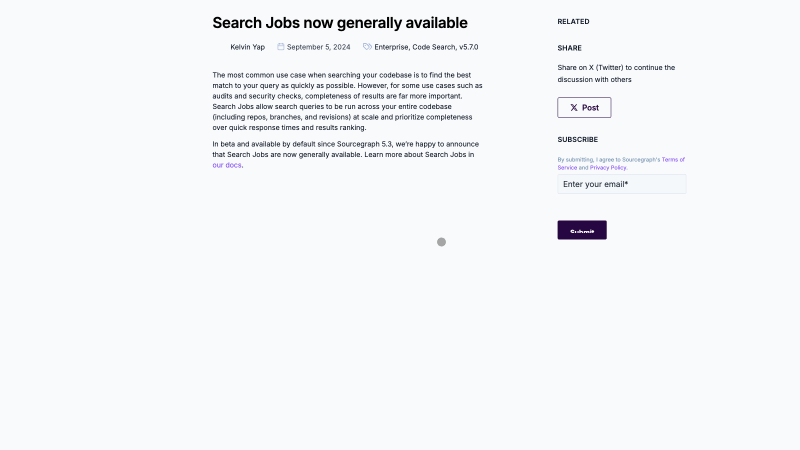 Search Jobs now generally available
Kelvin Yap September 5, 2024 Enterprise, Code Search, v5.7.0
The most common use case when searching your codebase is to find the best
match to your query as quickly as possible. However, for some use cases such as
audits and security checks, completeness of results are far more important.
Search Jobs allow search queries to be run across your entire codebase
(including repos, branches, and revisions) at scale and prioritize completeness
over quick response times and results ranking.
In beta and available by default since Sourcegraph 5.3, we're happy to announce
that Search Jobs are now generally available. Learn more about Search Jobs in
our docs.
RELATED
SHARE
Share on X (Twitter) to continue the
discussion with others
Post
SUBSCRIBE
By submitting, I agree to Sourcegraph's Terms of
Service and Privacy Policy.
Enter your email*
Submit